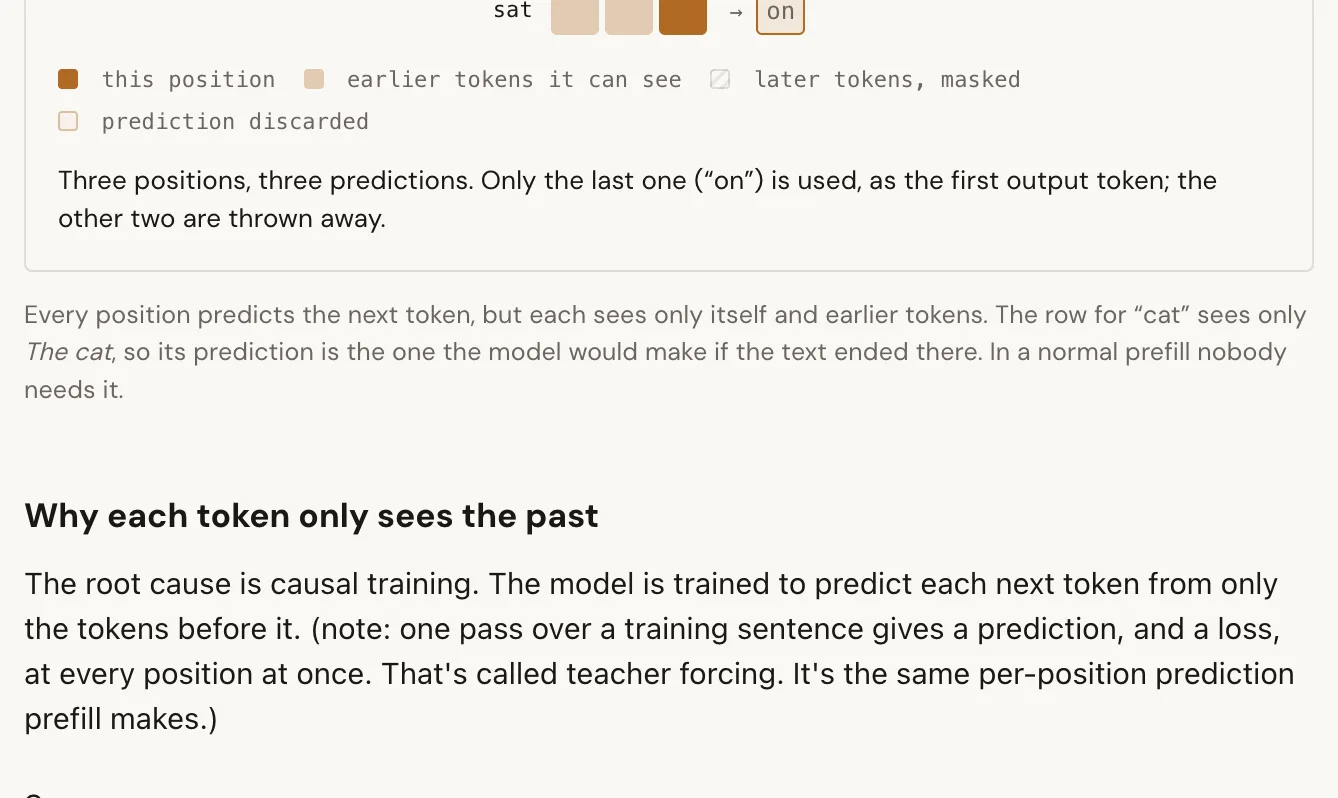 sat → on
this position earlier tokens it can see later tokens, masked
prediction discarded
Three positions, three predictions. Only the last one (“on”) is used, as the first output token; the
other two are thrown away.
Every position predicts the next token, but each sees only itself and earlier tokens. The row for “cat” sees only
The cat, so its prediction is the one the model would make if the text ended there. In a normal prefill nobody
needs it.
Why each token only sees the past
The root cause is causal training. The model is trained to predict each next token from only
the tokens before it. (note: one pass over a training sentence gives a prediction, and a loss,
at every position at once. That's called teacher forcing. It's the same per-position prediction
prefill makes.)